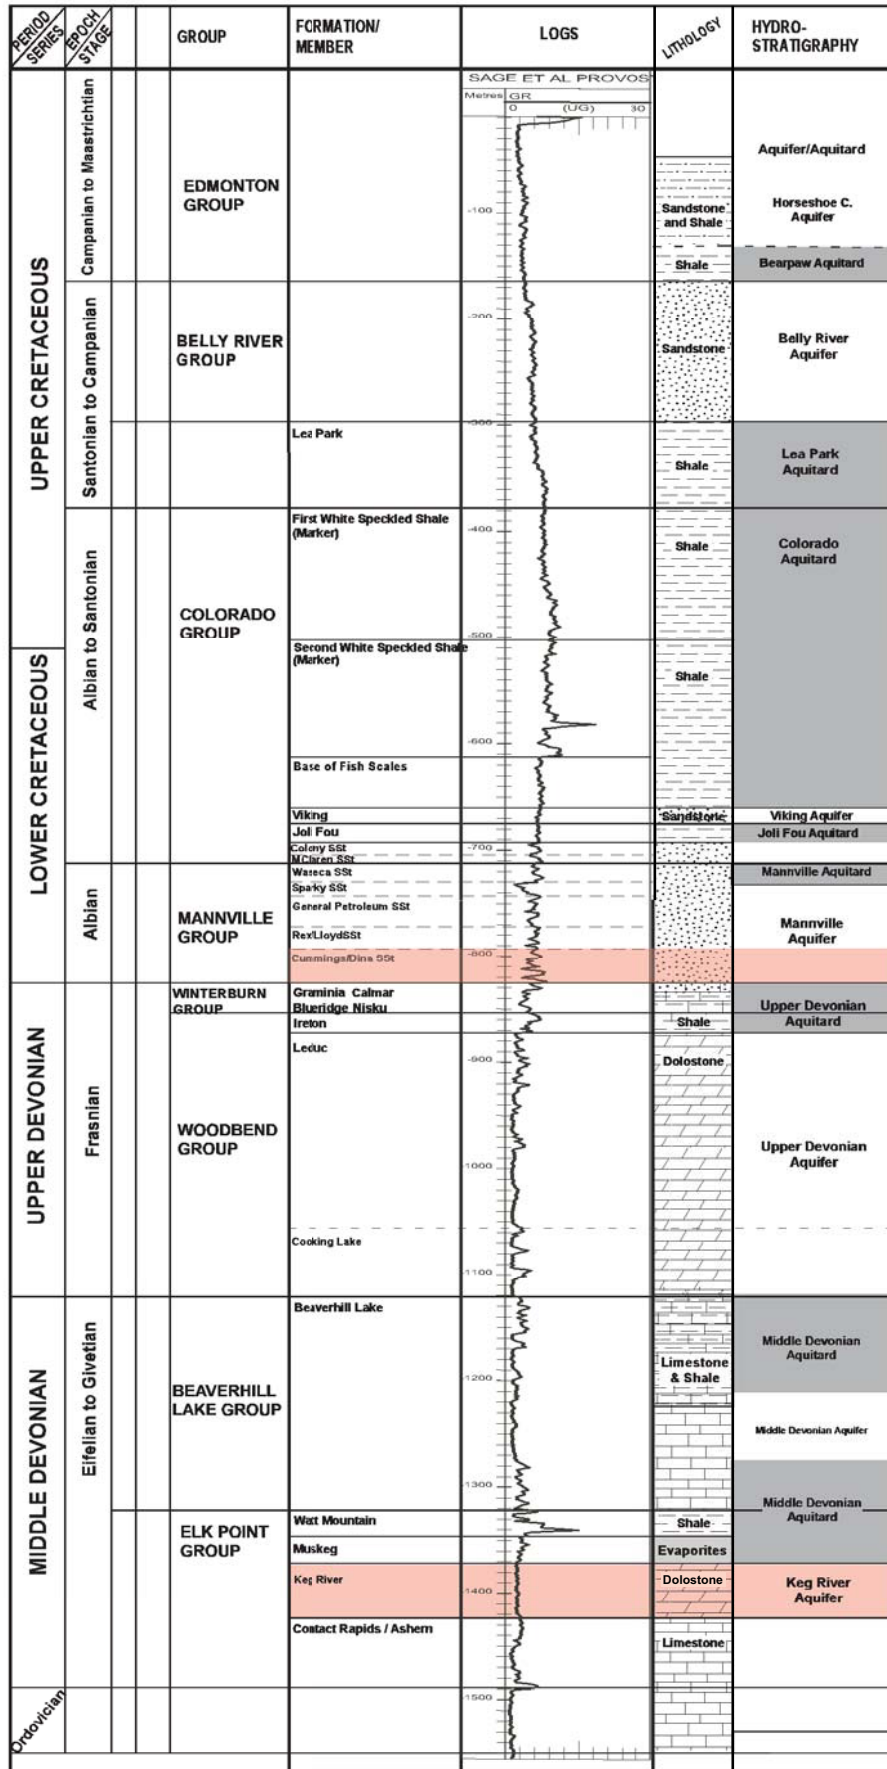 PERIOD
SERIES
EPOCH
STAGE
GROUP
FORMATION/
MEMBER
LOGS
LITHOLOGY
HYDRO-
STRATIGRAPHY
SAGE ET AL PROVOS
Metres GR
0 (UG) 30
UPPER CRETACEOUS
LOWER CRETACEOUS
UPPER DEVONIAN
MIDDLE DEVONIAN
Ordovician
Campanian to Maastrichtian
Santonian to Campanian
Albian to Santonian
Albian
Frasnian
Eifelian to Givetian
EDMONTON
GROUP
BELLY RIVER
GROUP
COLORADO
GROUP
MANNVILLE
GROUP
WINTERBURN
GROUP
WOODBEND
GROUP
BEAVERHILL
LAKE GROUP
ELK POINT
GROUP
Lea Park
First White Speckled Shale
(Marker)
Second White Speckled Shale
(Marker)
Base of Fish Scales
Viking
Joli Fou
Colony SSt
MClaren SSt
Waseca SSt
Sparky SSt
General Petroleum SSt
Rex/LloydSSt
Cummings/Dina SSt
Graminia Calmar
Blueridge Nisku
Ireton
Leduc
Cooking Lake
Beaverhill Lake
Watt Mountain
Muskeg
Keg River
Contact Rapids / Ashern
-100
-200
-300
-400
-500
-600
-700
-800
-900
-1000
-1100
-1200
-1300
-1400
-1500
Sandstone
and Shale
Shale
Sandstone
Shale
Shale
Shale
Sandstone
Shale
Dolostone
Limestone
& Shale
Shale
Evaporites
Dolostone
Limestone
Aquifer/Aquitard
Horseshoe C.
Aquifer
Bearpaw Aquitard
Belly River
Aquifer
Lea Park
Aquitard
Colorado
Aquitard
Viking Aquifer
Joli Fou Aquitard
Mannville Aquitard
Mannville
Aquifer
Upper Devonian
Aquitard
Upper Devonian
Aquifer
Middle Devonian
Aquitard
Middle Devonian Aquifer
Middle Devonian
Aquitard
Keg River
Aquifer